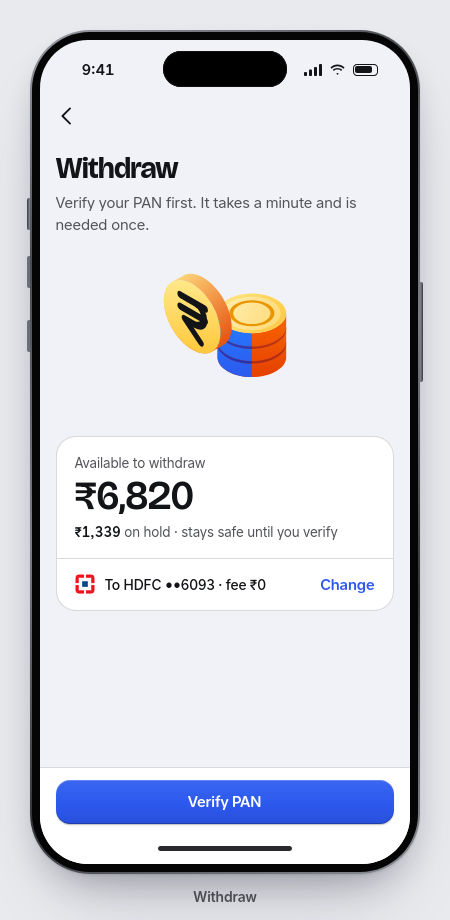 9:41
Withdraw
Verify your PAN first. It takes a minute and is
needed once.
₹
Available to withdraw
₹6,820
₹1,339 on hold · stays safe until you verify
To HDFC ••6093 · fee ₹0
Change
Verify PAN
Withdraw